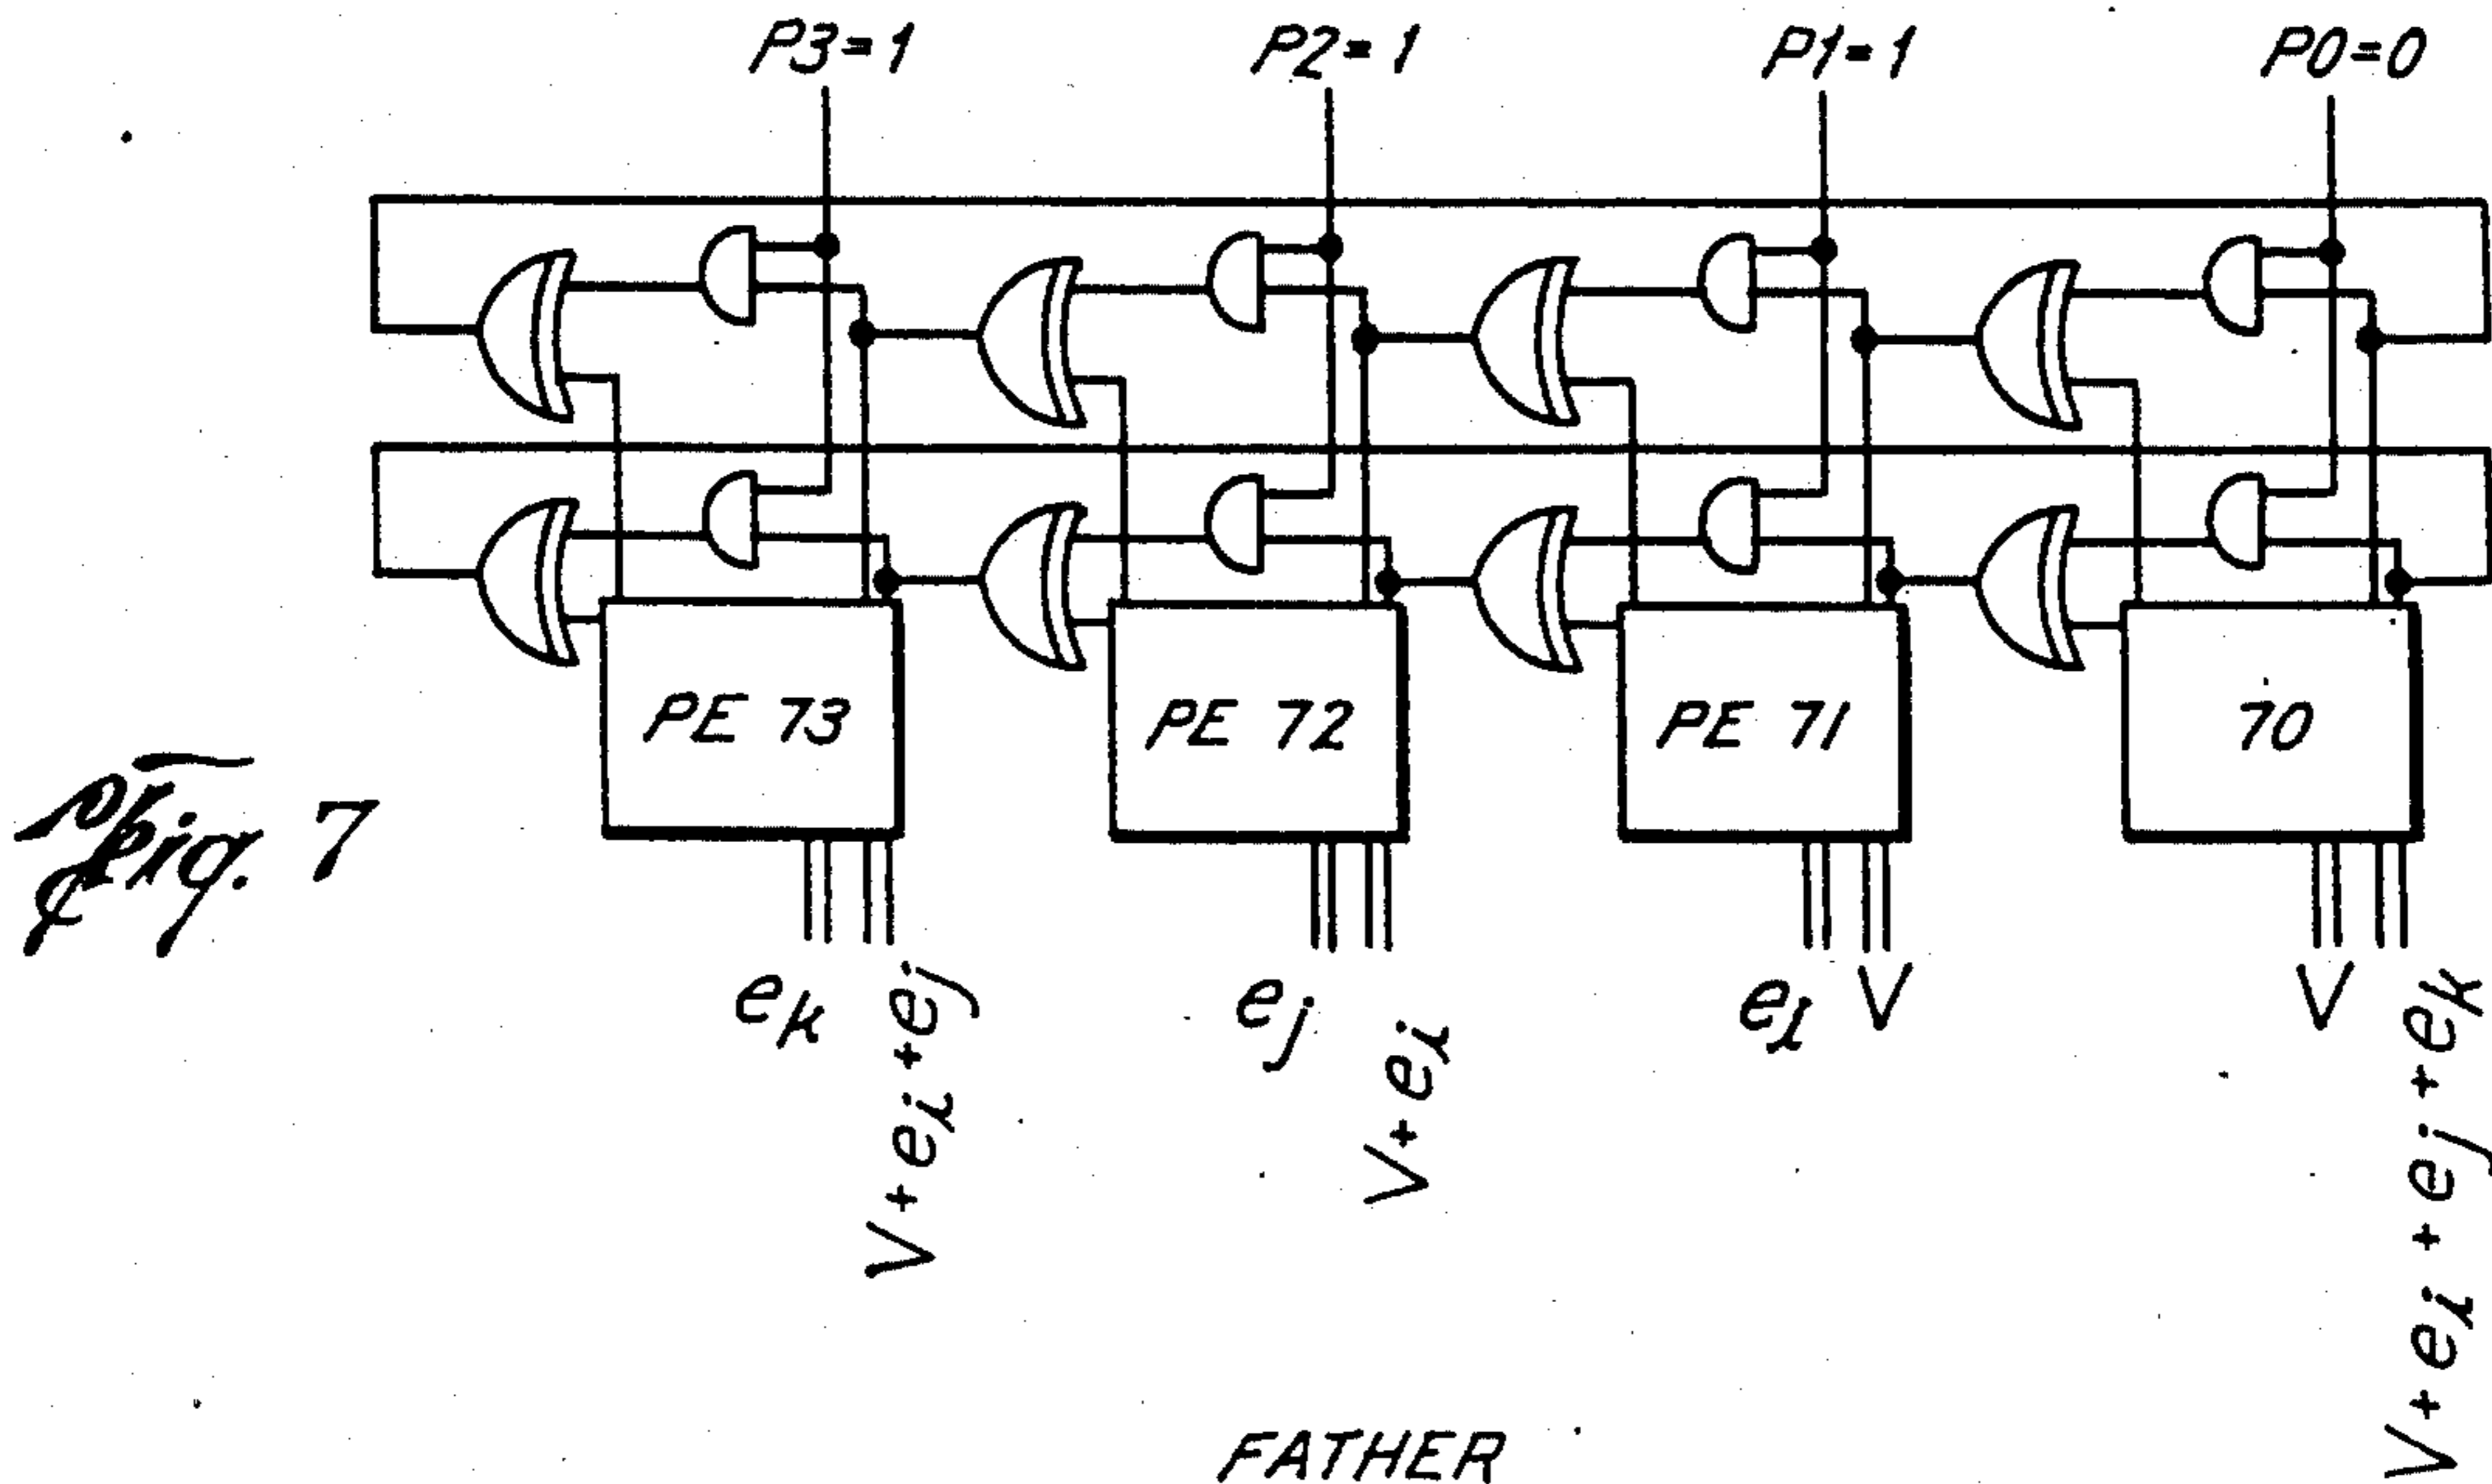 P3=1
P2=1
P1=1
P0=0
PE 73
PE 72
PE 71
70
Fig. 7
ek
V+ei+ej
ej
V+ei
ei
V
V
V+ei+ej+ek
FATHER